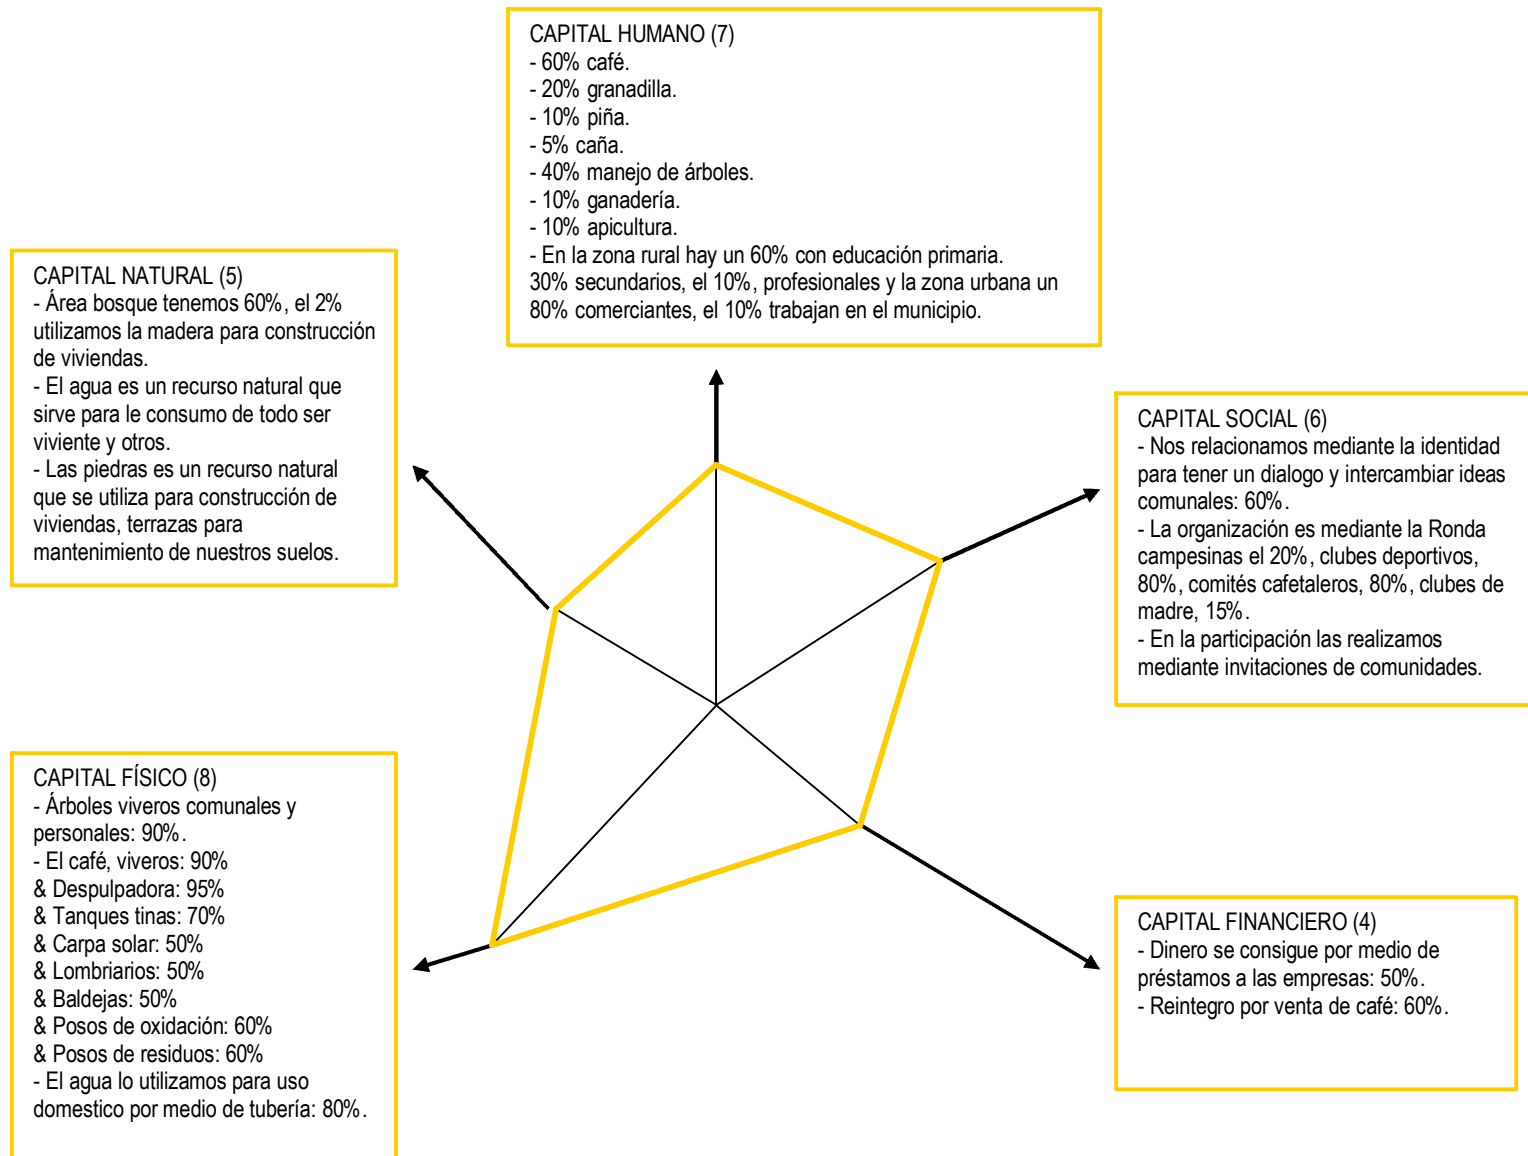 CAPITAL HUMANO (7)
- 60% café.
- 20% granadilla.
- 10% piña.
- 5% caña.
- 40% manejo de árboles.
- 10% ganadería.
- 10% apicultura.
- En la zona rural hay un 60% con educación primaria.
30% secundarios, el 10%, profesionales y la zona urbana un
80% comerciantes, el 10% trabajan en el municipio.
CAPITAL NATURAL (5)
- Área bosque tenemos 60%, el 2%
utilizamos la madera para construcción
de viviendas.
- El agua es un recurso natural que
sirve para le consumo de todo ser
viviente y otros.
- Las piedras es un recurso natural
que se utiliza para construcción de
viviendas, terrazas para
mantenimiento de nuestros suelos.
CAPITAL SOCIAL (6)
- Nos relacionamos mediante la identidad
para tener un dialogo y intercambiar ideas
comunales: 60%.
- La organización es mediante la Ronda
campesinas el 20%, clubes deportivos,
80%, comités cafetaleros, 80%, clubes de
madre, 15%.
- En la participación las realizamos
mediante invitaciones de comunidades.
CAPITAL FÍSICO (8)
- Árboles viveros comunales y
personales: 90%.
- El café, viveros: 90%
& Despulpadora: 95%
& Tanques tinas: 70%
& Carpa solar: 50%
& Lombriarios: 50%
& Baldejas: 50%
& Posos de oxidación: 60%
& Posos de residuos: 60%
- El agua lo utilizamos para uso
domestico por medio de tubería: 80%.
CAPITAL FINANCIERO (4)
- Dinero se consigue por medio de
préstamos a las empresas: 50%.
- Reintegro por venta de café: 60%.